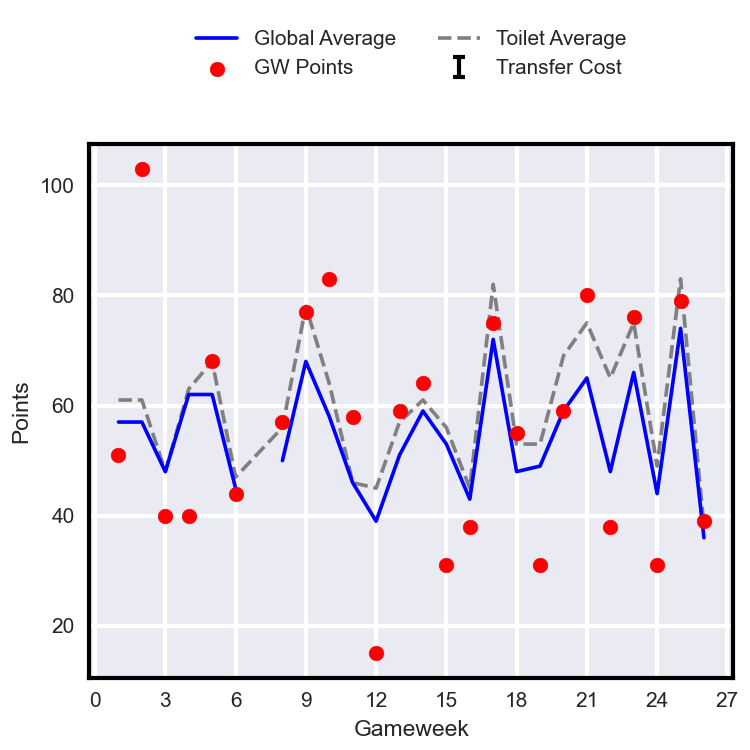 Global Average Toilet Average
GW Points Transfer Cost
100
80
60
40
20
Points
0 3 6 9 12 15 18 21 24 27
Gameweek